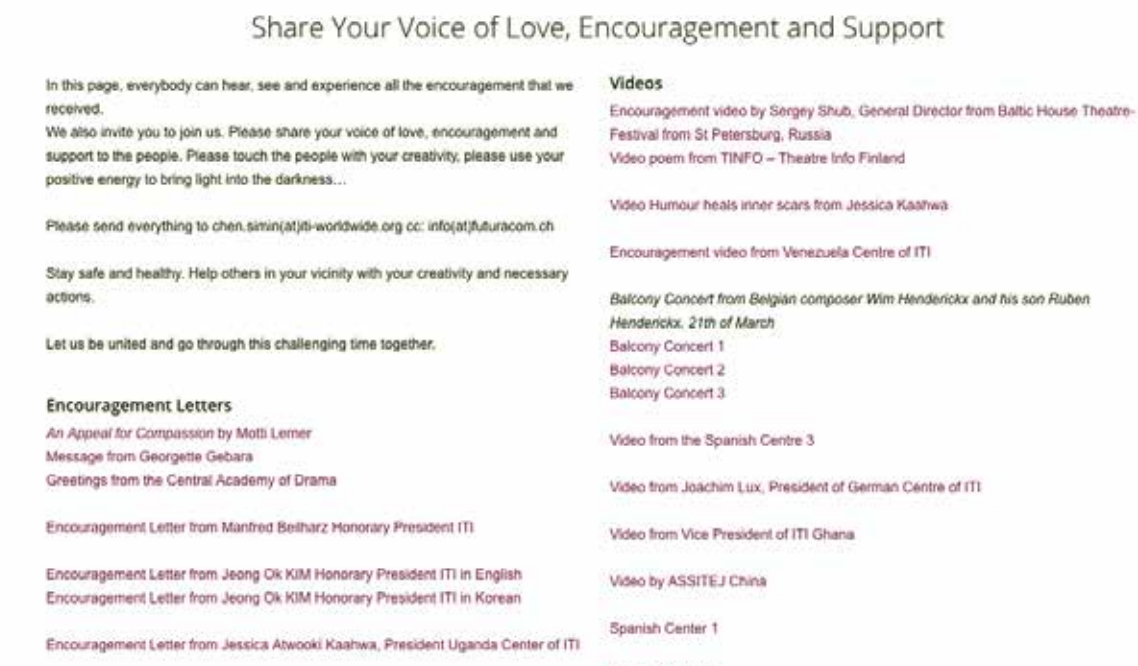 Share Your Voice of Love, Encouragement and Support
In this page, everybody can hear, see and experience all the encouragement that we
received.
We also invite you to join us. Please share your voice of love, encouragement and
support to the people. Please touch the people with your creativity, please use your
positive energy to bring light into the darkness…
Please send everything to chen.simin(at)iti-worldwide.org cc: info(at)futuracom.ch
Stay safe and healthy. Help others in your vicinity with your creativity and necessary
actions.
Let us be united and go through this challenging time together.
Encouragement Letters
An Appeal for Compassion by Motti Lerner
Message from Georgette Gebara
Greetings from the Central Academy of Drama
Encouragement Letter from Manfred Beilharz Honorary President ITI
Encouragement Letter from Jeong Ok KIM Honorary President ITI in English
Encouragement Letter from Jeong Ok KIM Honorary President ITI in Korean
Encouragement Letter from Jessica Atwooki Kaahwa, President Uganda Center of ITI
Videos
Encouragement video by Sergey Shub, General Director from Baltic House Theatre-
Festival from St Petersburg, Russia
Video poem from TINFO – Theatre Info Finland
Video Humour heals inner scars from Jessica Kaahwa
Encouragement video from Venezuela Centre of ITI
Balcony Concert from Belgian composer Wim Henderickx and his son Ruben
Henderickx. 21th of March
Balcony Concert 1
Balcony Concert 2
Balcony Concert 3
Video from the Spanish Centre 3
Video from Joachim Lux, President of German Centre of ITI
Video from Vice President of ITI Ghana
Video by ASSITEJ China
Spanish Center 1